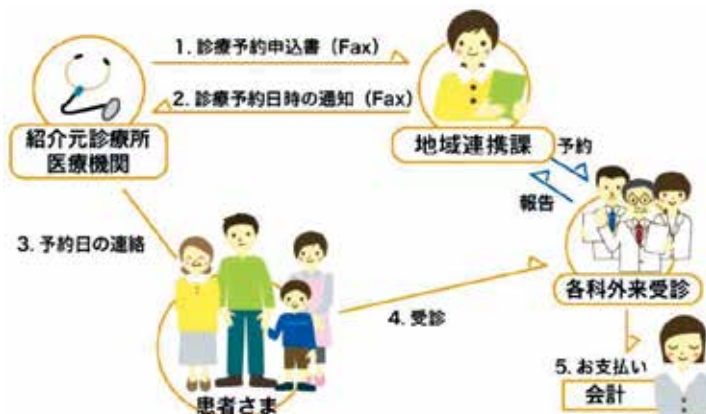 1. 診療予約申込書（Fax）
2. 診療予約日時の通知（Fax）
紹介元診療所
医療機関
地域連携課
予約
報告
3. 予約日の連絡
各科外来受診
4. 受診
患者さま
5. お支払い
会計